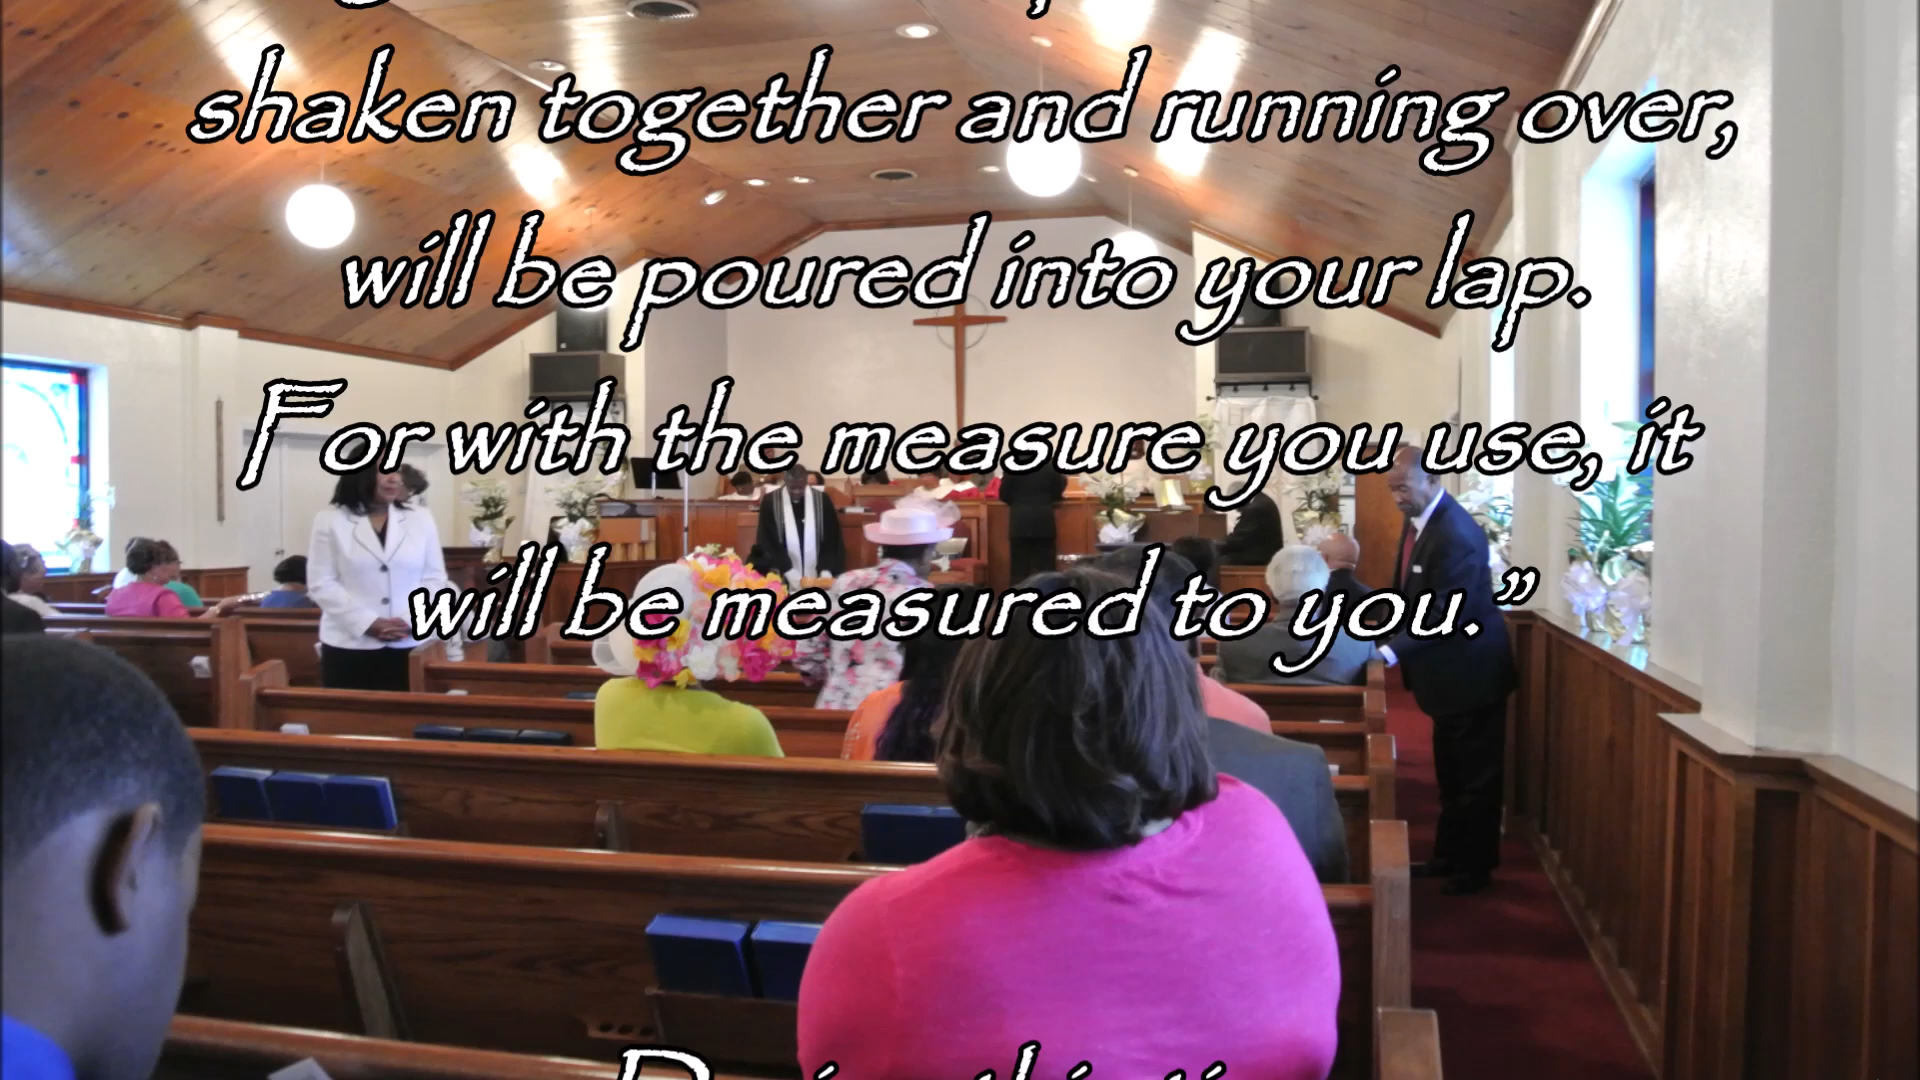 shaken together and running over,
will be poured into your lap.
For with the measure you use, it
will be measured to you.”